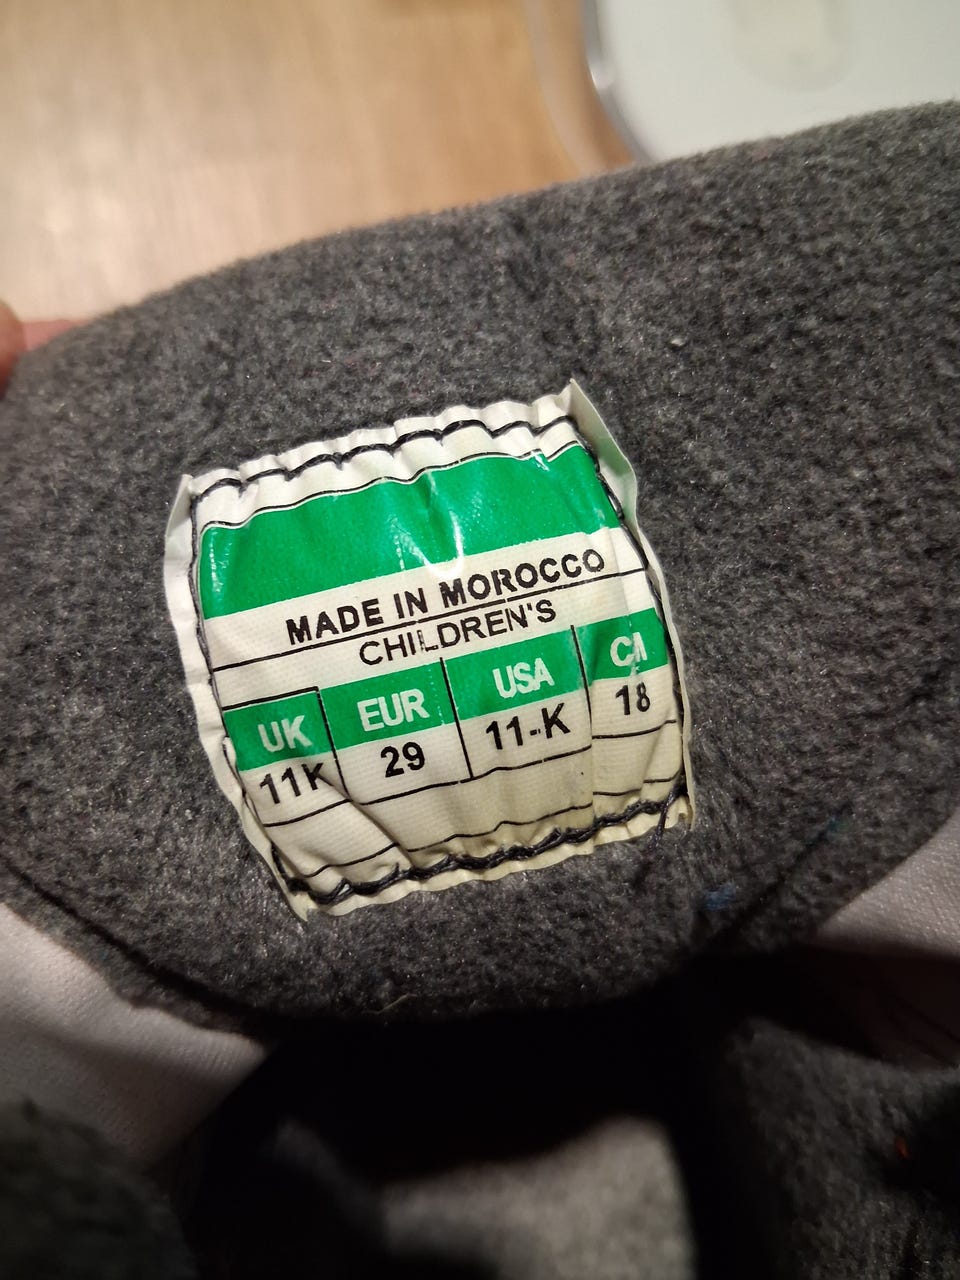 MADE IN MOROCCO
CHILDREN'S
UK EUR USA CM
11K 29 11-K 18